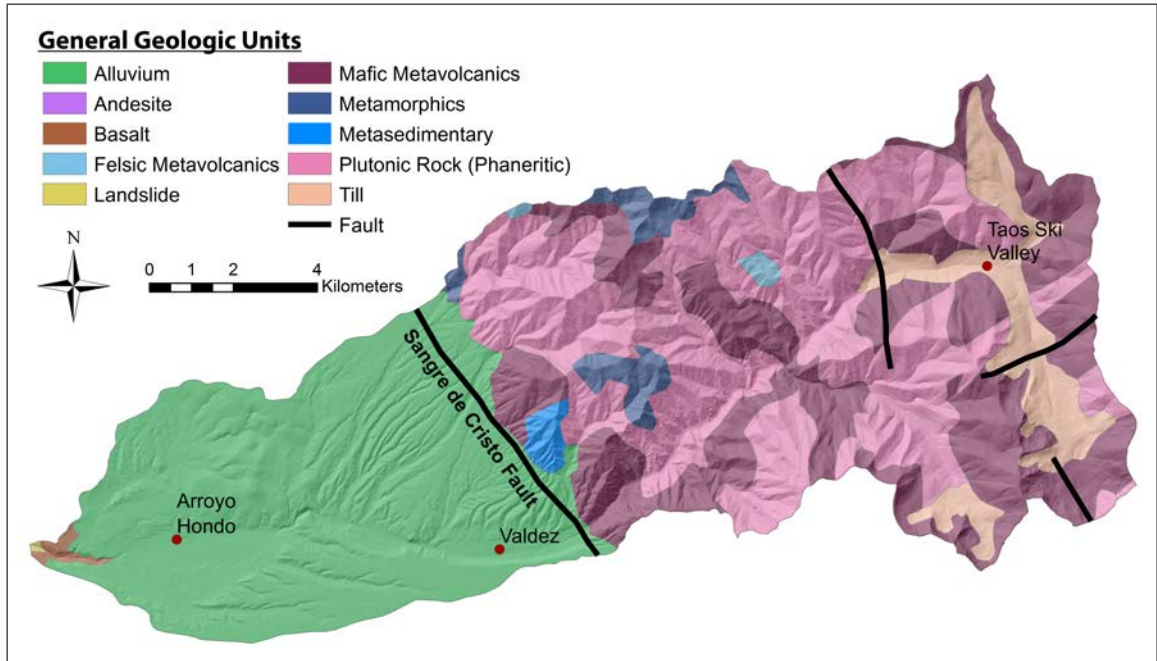 General Geologic Units
Alluvium
Andesite
Basalt
Felsic Metavolcanics
Landslide
Mafic Metavolcanics
Metamorphics
Metasedimentary
Plutonic Rock (Phaneritic)
Till
Fault
N
0 1 2 4
Kilometers
Taos Ski
Valley
Sangre de Cristo Fault
Arroyo
Hondo
Valdez